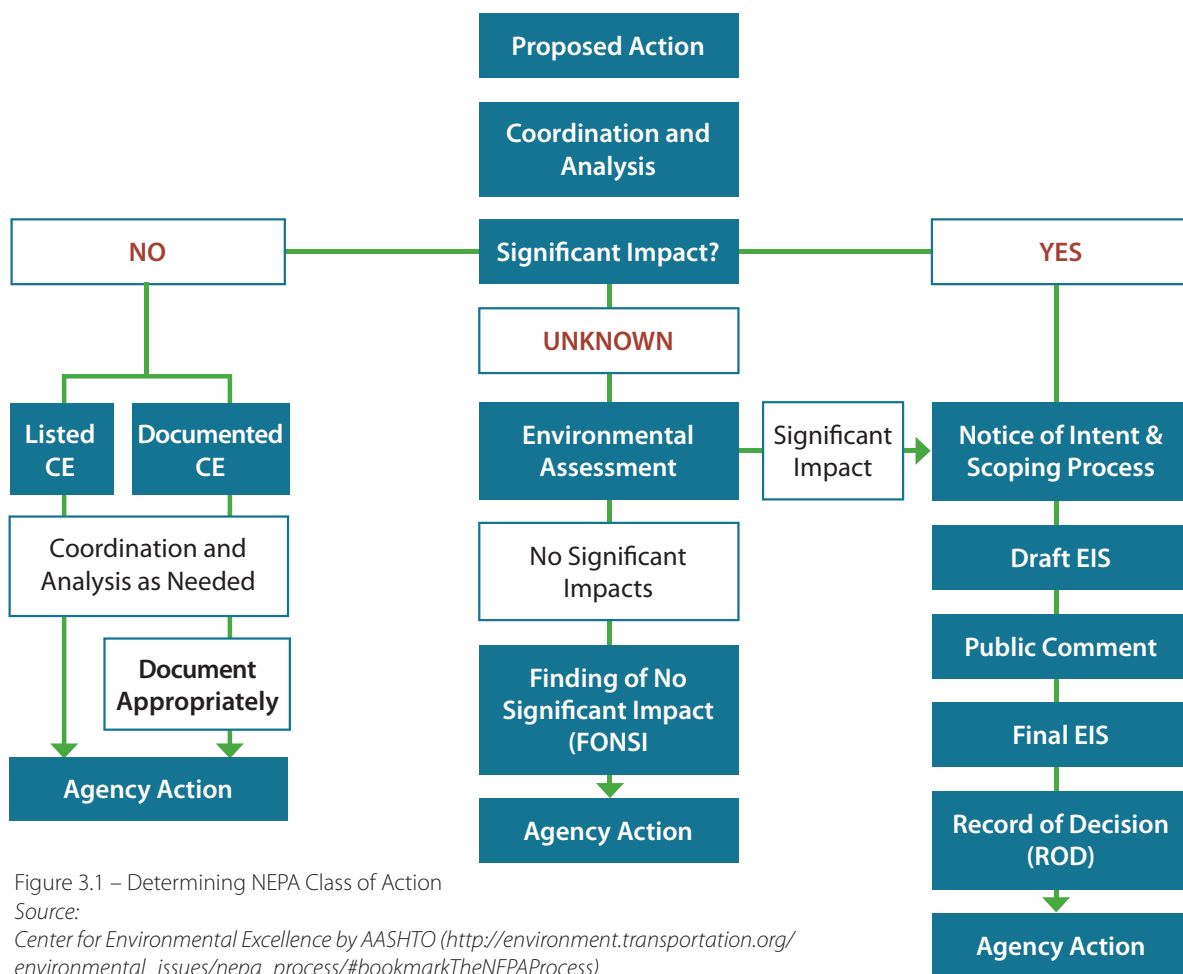 Proposed Action
Coordination and
Analysis
Significant Impact?
NO
YES
UNKNOWN
Listed
CE
Documented
CE
Coordination and
Analysis as Needed
Document
Appropriately
Agency Action
Environmental
Assessment
Significant
Impact
No Significant
Impacts
Finding of No
Significant Impact
(FONSI
Agency Action
Notice of Intent &
Scoping Process
Draft EIS
Public Comment
Final EIS
Record of Decision
(ROD)
Agency Action
Figure 3.1 – Determining NEPA Class of Action
Source:
Center for Environmental Excellence by AASHTO (http://environment.transportation.org/
environmental_issues/nepa_process/#bookmarkTheNEPAProcess)